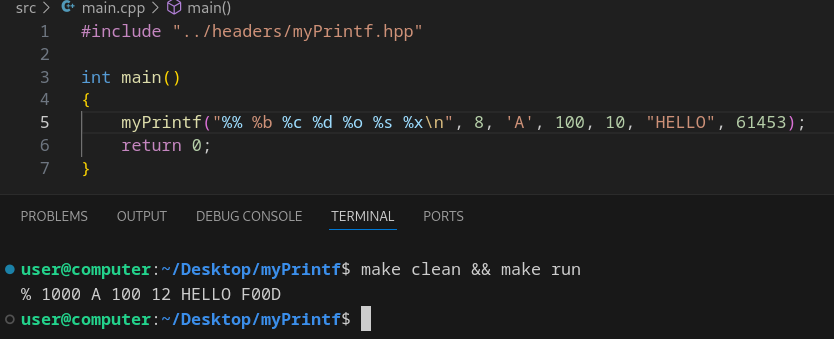 src > main.cpp > main()
1 #include "../headers/myPrintf.hpp"
2
3 int main()
4 {
5     myPrintf("%% %b %c %d %o %s %x\n", 8, 'A', 100, 10, "HELLO", 61453);
6     return 0;
7 }
PROBLEMS OUTPUT DEBUG CONSOLE TERMINAL PORTS
user@computer:~/Desktop/myPrintf$ make clean && make run
% 1000 A 100 12 HELLO F00D
user@computer:~/Desktop/myPrintf$